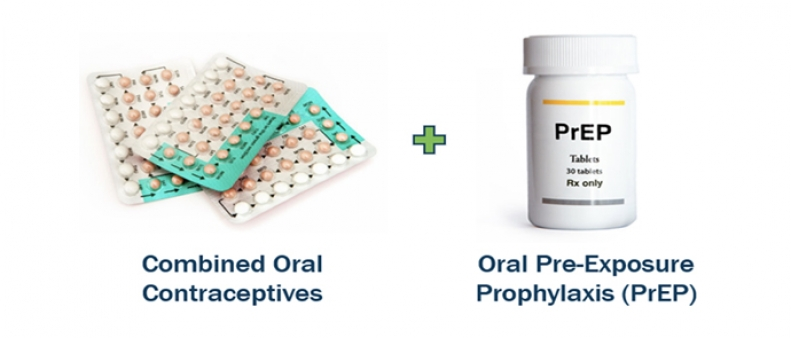 PrEP
Tablets
30 tablets
Rx only
Combined Oral
Contraceptives
Oral Pre-Exposure
Prophylaxis (PrEP)